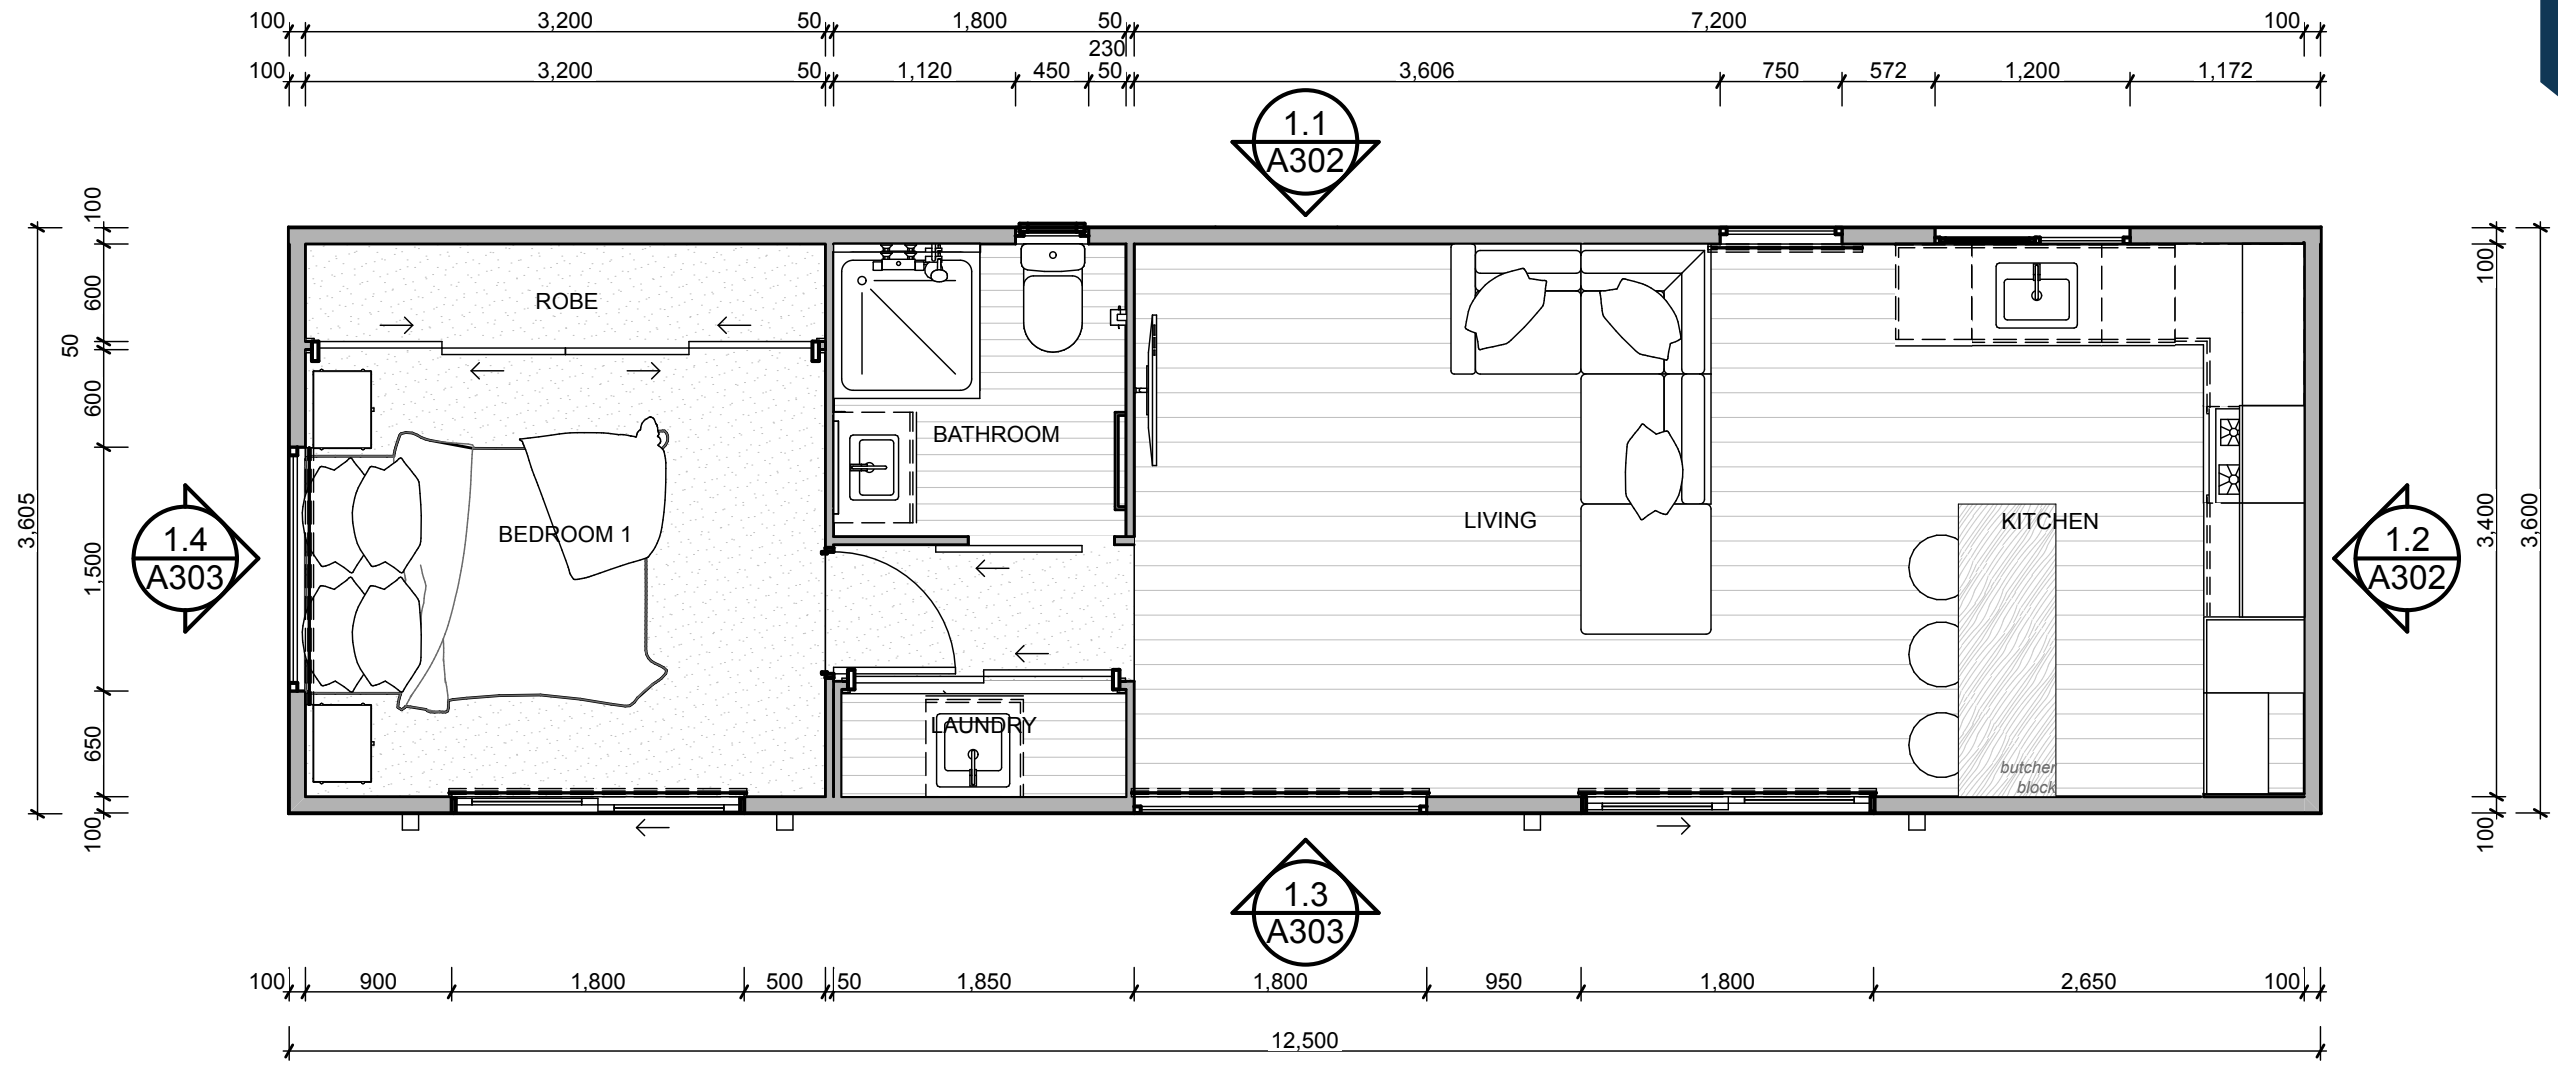 100 3,200 50 1,800 50 7,200 100
230
100 3,200 50 1,120 450 50 3,606 750 572 1,200 1,172
1.1
A302
100
600
50
600
1,500
650
100
3,605
ROBE
BATHROOM
BEDROOM 1
LIVING
KITCHEN
LAUNDRY
butcher
block
1.4
A303
1.2
A302
100
3,400
100
3,600
1.3
A303
100 900 1,800 500 50 1,850 1,800 950 1,800 2,650 100
12,500